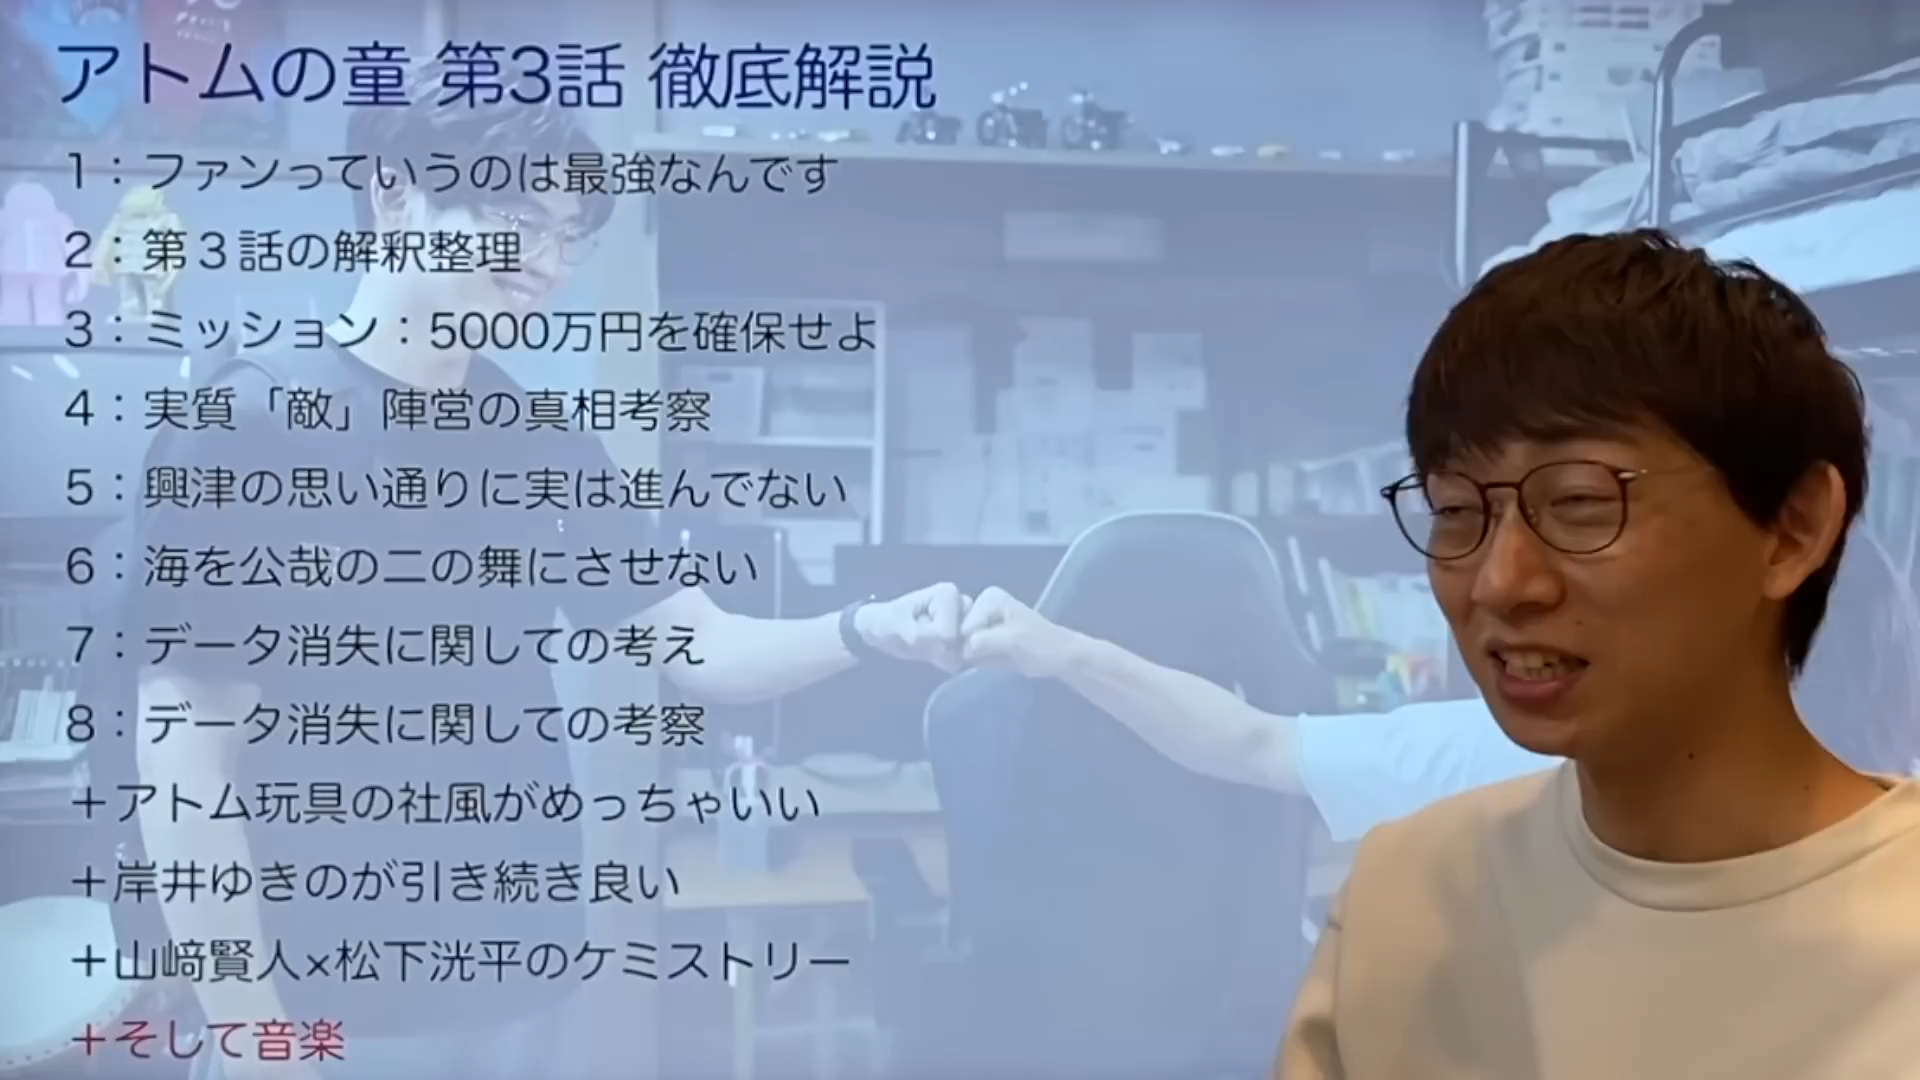 アトムの童 第3話 徹底解説
1：ファンっていうのは最強なんです
2：第３話の解釈整理
3：ミッション：5000万円を確保せよ
4：実質「敵」陣営の真相考察
5：興津の思い通りに実は進んでない
6：海を公哉の二の舞にさせない
7：データ消失に関しての考え
8：データ消失に関しての考察
＋アトム玩具の社風がめっちゃいい
＋岸井ゆきのが引き続き良い
＋山﨑賢人×松下洸平のケミストリー
＋そして音楽